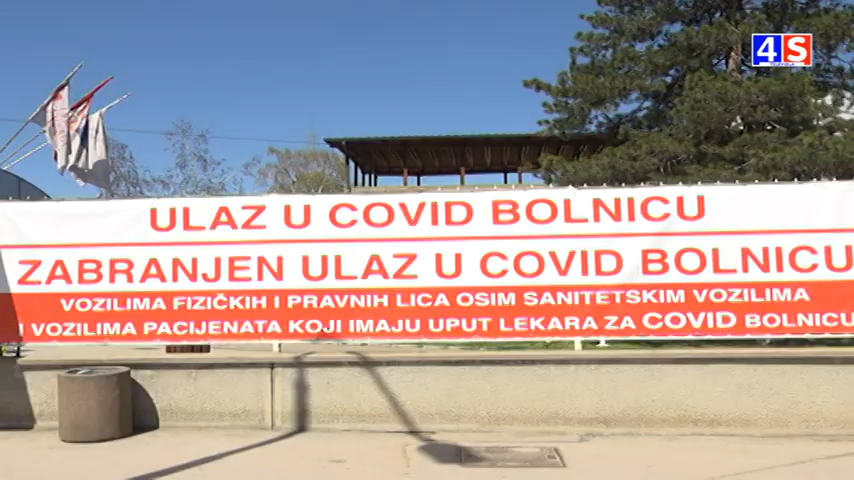 4S
ULAZ U COVID BOLNICU
ZABRANJEN ULAZ U COVID BOLNICU
VOZILIMA FIZIČKIH I PRAVNIH LICA OSIM SANITETSKIM VOZILIMA
I VOZILIMA PACIJENATA KOJI IMAJU UPUT LEKARA ZA COVID BOLNICU